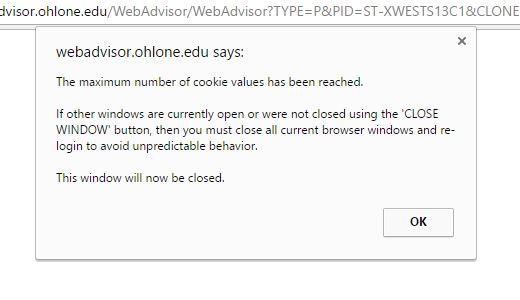 dvisor.ohlone.edu/WebAdvisor/WebAdvisor?TYPE=P&PID=ST-XWESTS13C1&CLONE
webadvisor.ohlone.edu says:
The maximum number of cookie values has been reached.
If other windows are currently open or were not closed using the 'CLOSE
WINDOW' button, then you must close all current browser windows and re-
login to avoid unpredictable behavior.
This window will now be closed.
OK